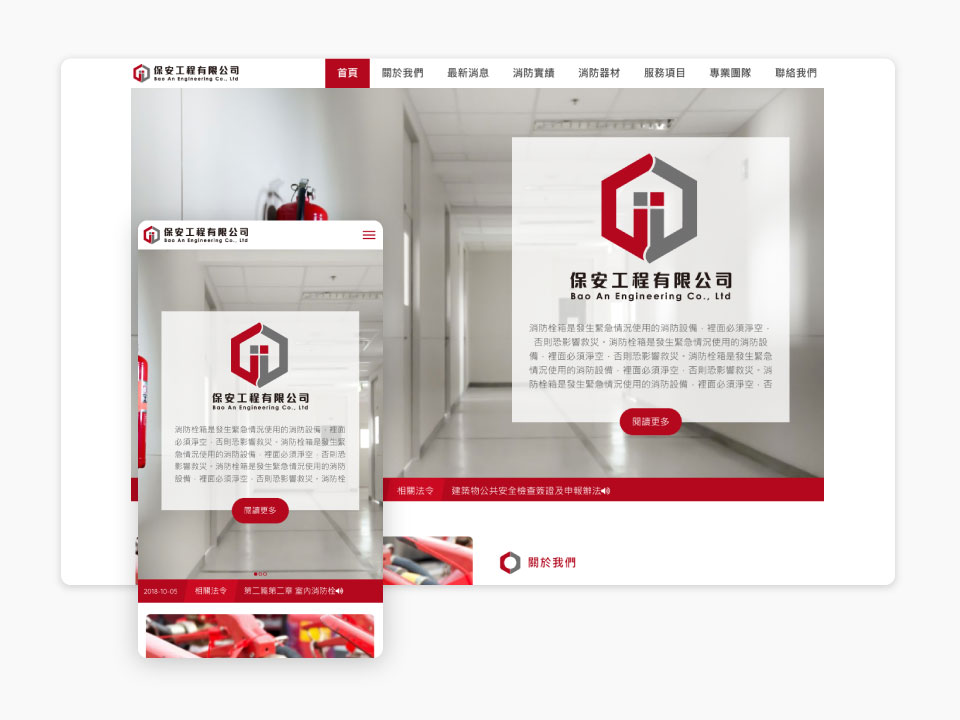 保安工程有限公司
Bao An Engineering Co., Ltd
首頁 關於我們 最新消息 消防實績 消防器材 服務項目 專業團隊 聯絡我們
保安工程有限公司
Bao An Engineering Co., Ltd
消防栓箱是發生緊急情況使用的消防設備，裡面必須淨空，
否則恐影響救災。消防栓箱是發生緊急情況使用的消防設
備，裡面必須淨空，否則恐影響救災。消防栓箱是發生緊急
情況使用的消防設備，裡面必須淨空，否則恐影響救災。消
防栓箱是發生緊急情況使用的消防設備，裡面必須淨空，否
閱讀更多
相關法令 建築物公共安全檢查簽證及申報辦法
關於我們
保安工程有限公司
Bao An Engineering Co., Ltd
保安工程有限公司
Bao An Engineering Co., Ltd
消防栓箱是發生緊急情況使用的消防設備，裡面
必須淨空，否則恐影響救災。消防栓箱是發生緊
急情況使用的消防設備，裡面必須淨空，否則恐
影響救災。消防栓箱是發生緊急情況使用的消防
設備，裡面必須淨空，否則恐影響救災。消防栓
閱讀更多
2018-10-05 相關法令 第二篇第二章 室內消防栓